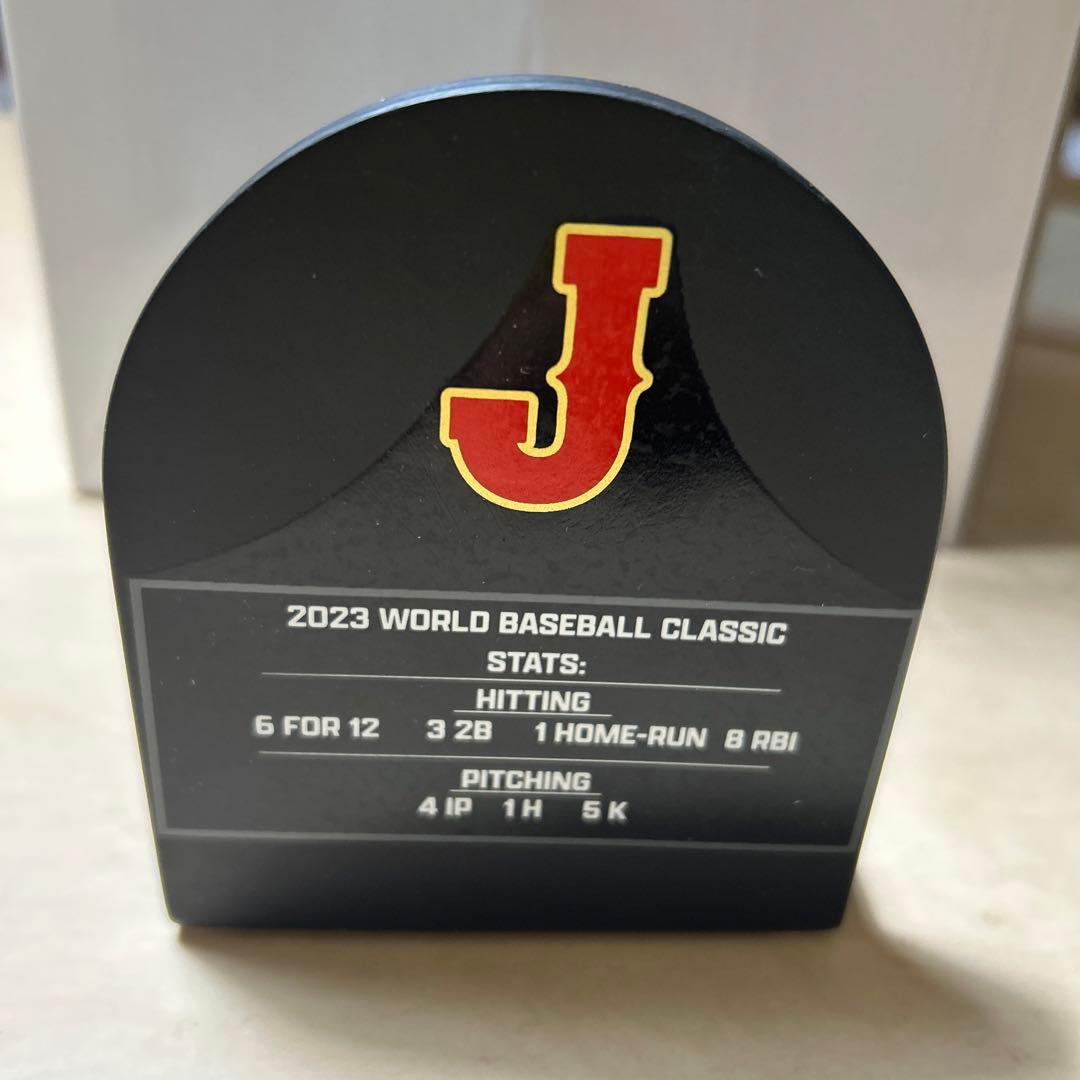 J
2023 WORLD BASEBALL CLASSIC
STATS:
HITTING
6 FOR 12 3 2B 1 HOME-RUN 8 RBI
PITCHING
4 IP 1 H 5 K